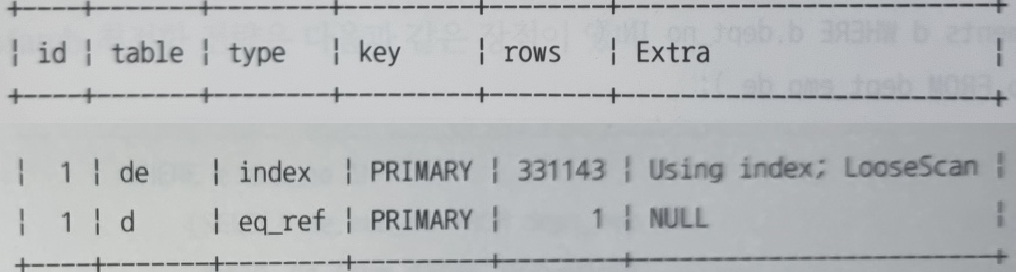 +----+-------+--------+---------+--------+------------------------+
| id | table | type | key | rows | Extra |
+----+-------+--------+---------+--------+------------------------+
| 1 | de | index | PRIMARY | 331143 | Using index; LooseScan |
| 1 | d | eq_ref | PRIMARY | 1 | NULL |
+----+-------+--------+---------+--------+------------------------+